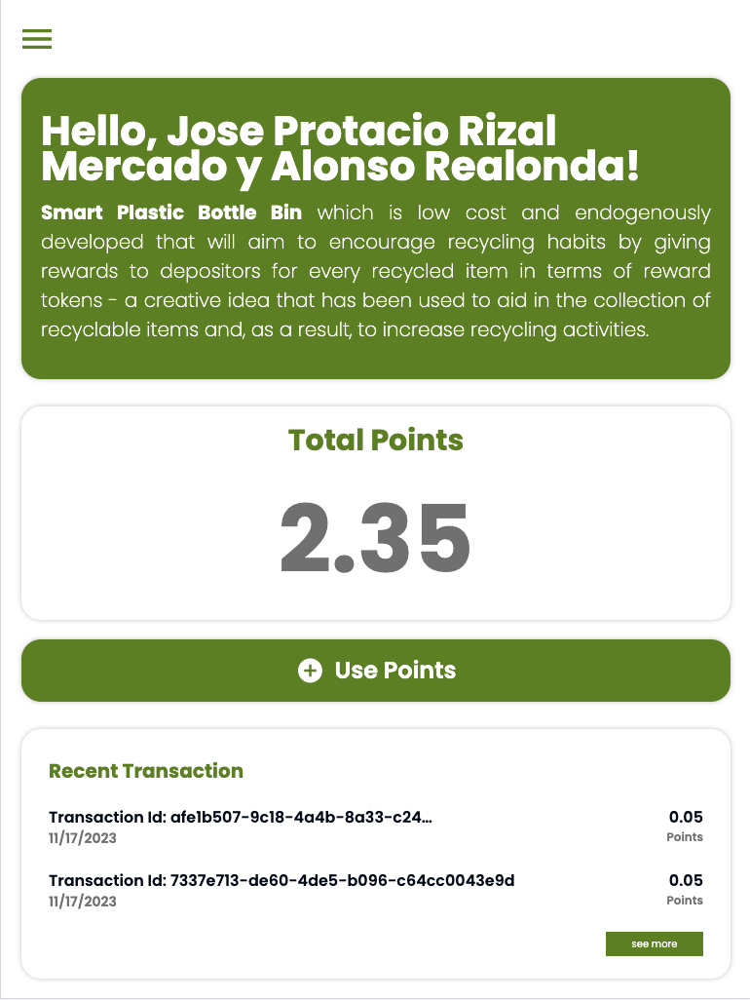 Hello, Jose Protacio Rizal
Mercado y Alonso Realonda!
Smart Plastic Bottle Bin which is low cost and endogenously
developed that will aim to encourage recycling habits by giving
rewards to depositors for every recycled item in terms of reward
tokens - a creative idea that has been used to aid in the collection of
recyclable items and, as a result, to increase recycling activities.
Total Points
2.35
Use Points
Recent Transaction
Transaction Id: afe1b507-9c18-4a4b-8a33-c24... 0.05
11/17/2023 Points
Transaction Id: 7337e713-de60-4de5-b096-c64cc0043e9d 0.05
11/17/2023 Points
see more